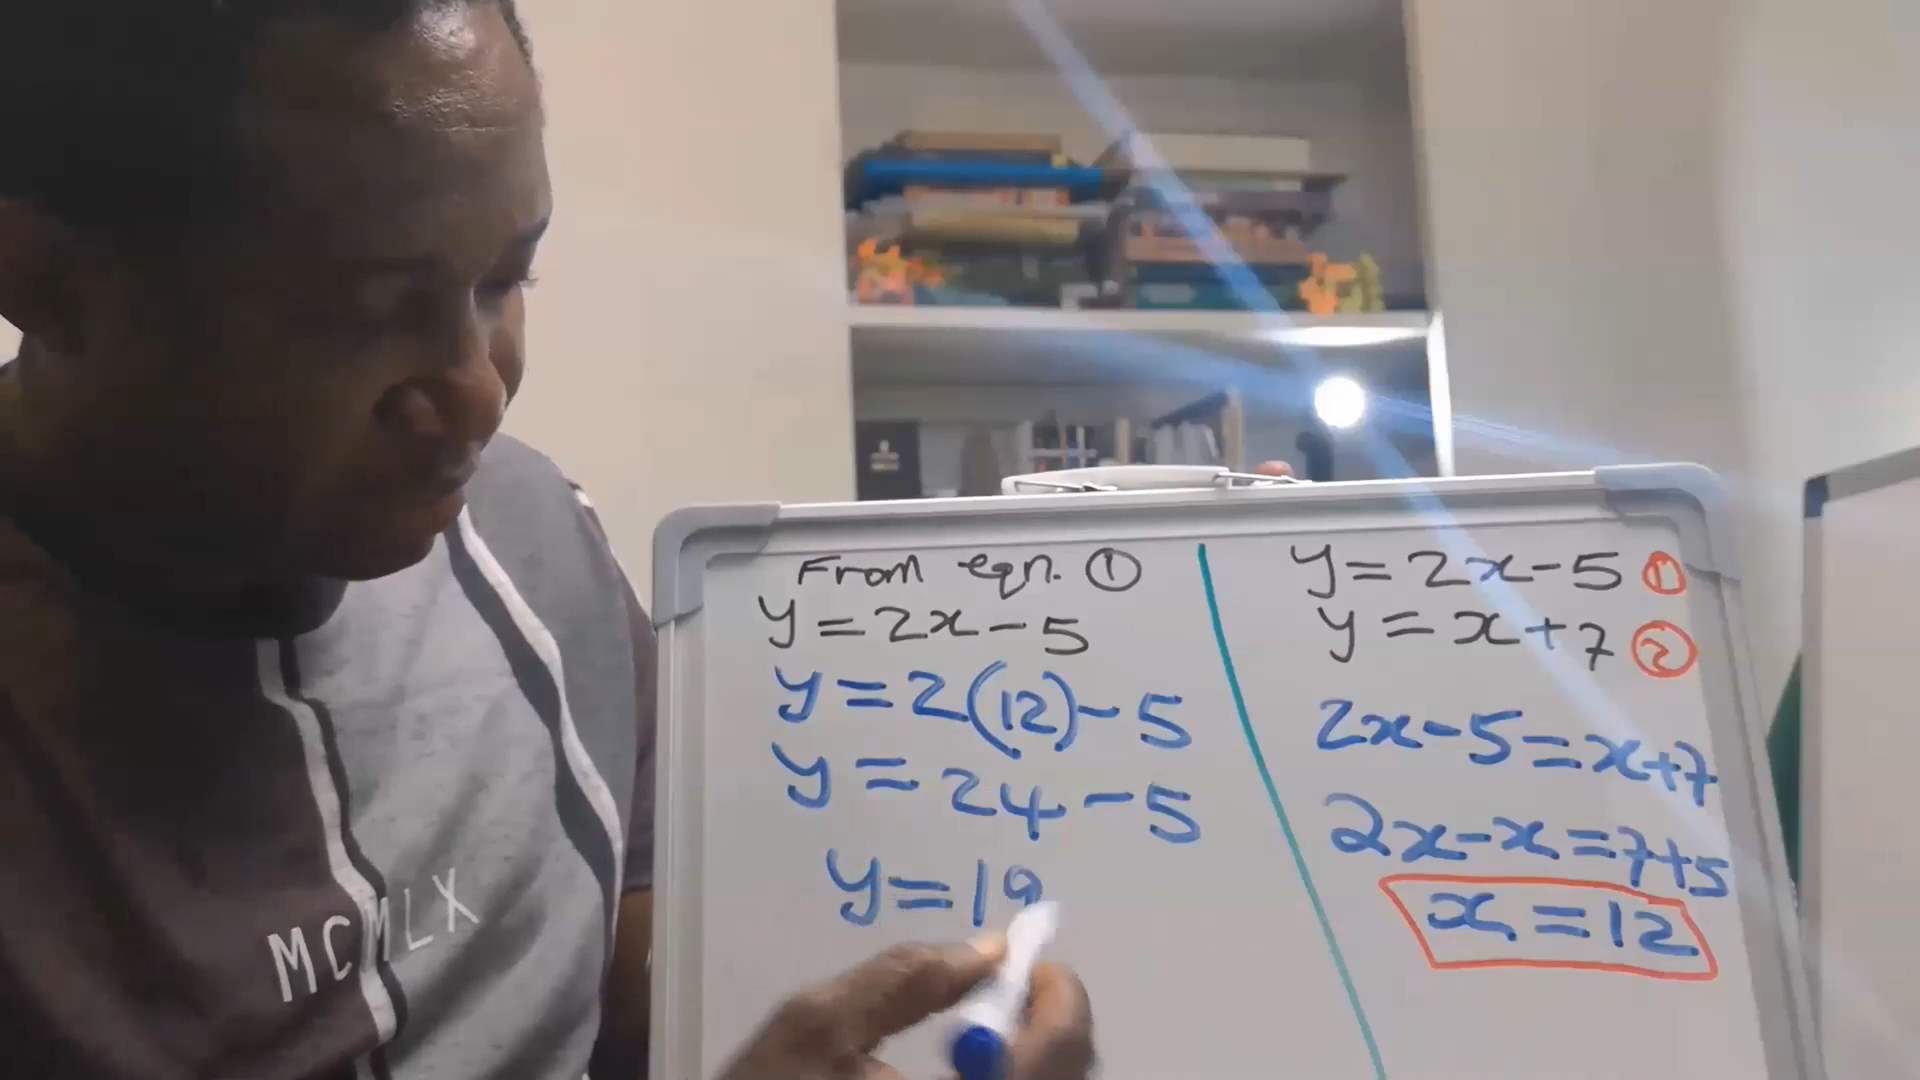 From eqn. ①
y = 2x - 5
y = 2(12) - 5
y = 24 - 5
y = 19
y = 2x - 5 ①
y = x + 7 ②
2x - 5 = x + 7
2x - x = 7 + 5
x = 12
MCMLX